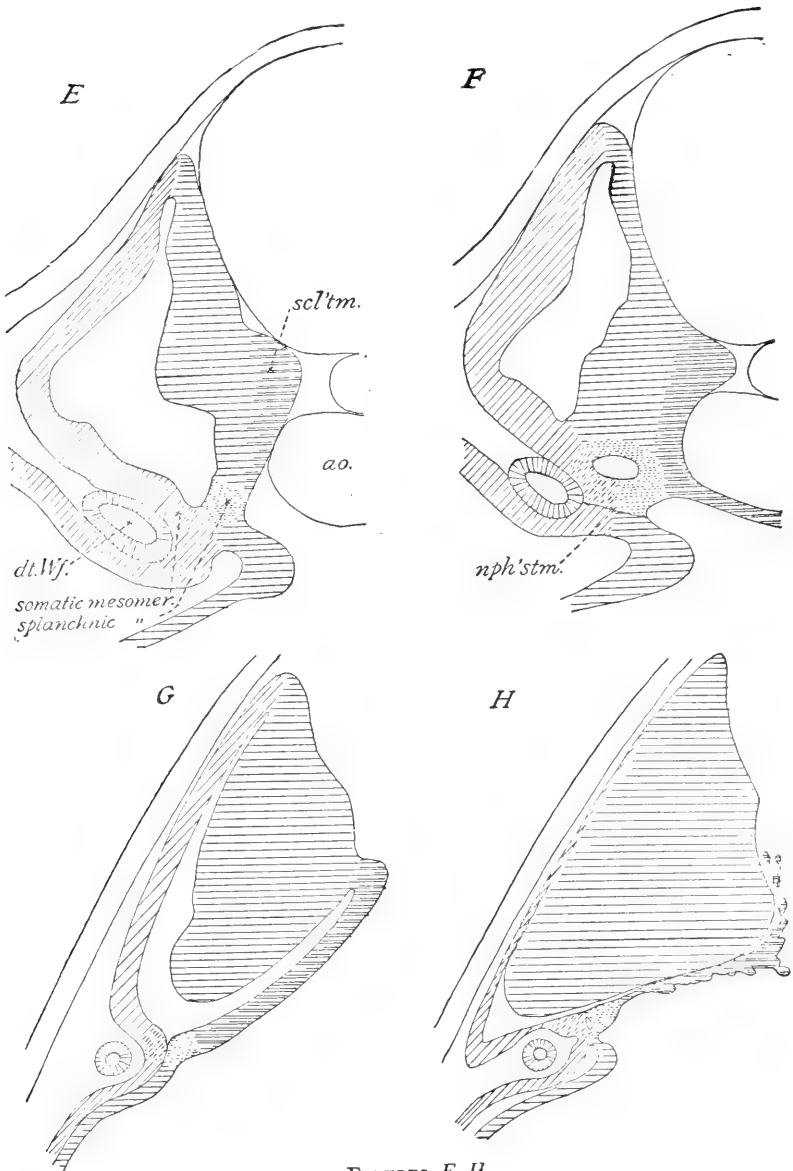 E
F
scl'tm.
ao.
dt.Wf.
somatic mesomer.
splanchnic "
nph'stm.
G
H
E H